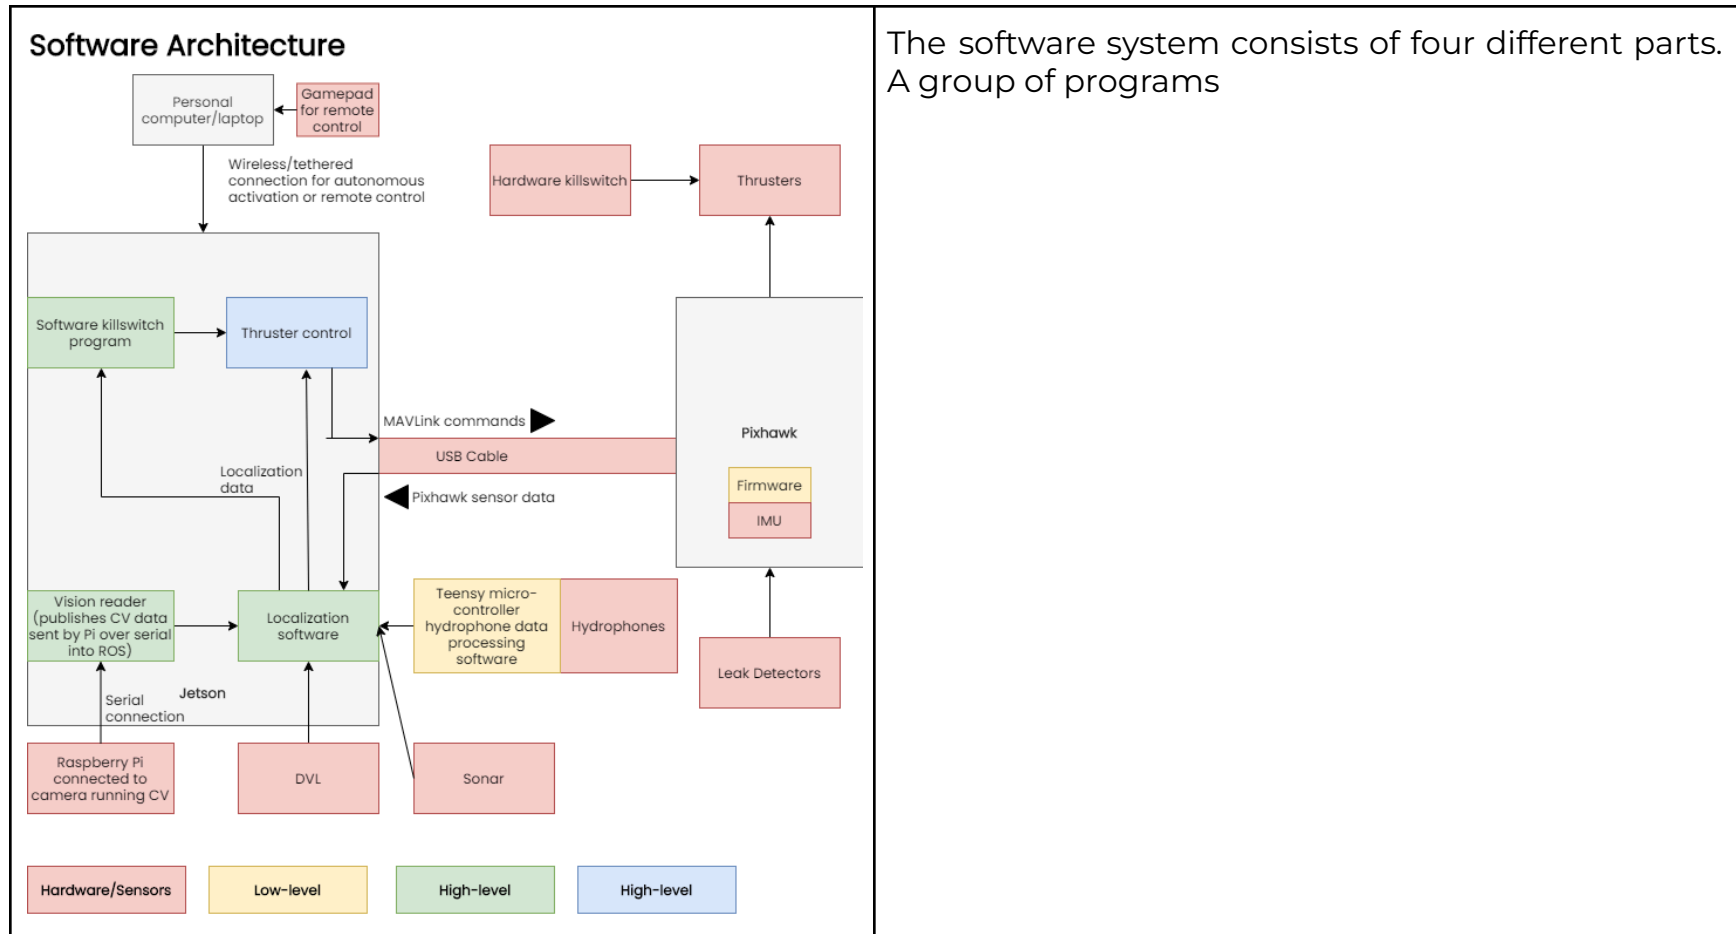 Software Architecture
Personal
computer/laptop
Gamepad
for remote
control
Wireless/tethered
connection for autonomous
activation or remote control
Hardware killswitch
Thrusters
Software killswitch
program
Thruster control
MAVLink commands
USB Cable
Pixhawk
Localization
data
Pixhawk sensor data
Firmware
IMU
Vision reader
(publishes CV data
sent by Pi over serial
into ROS)
Localization
software
Teensy micro-
controller
hydrophone data
processing
software
Hydrophones
Leak Detectors
Jetson
Serial
connection
Raspberry Pi
connected to
camera running CV
DVL
Sonar
Hardware/Sensors
Low-level
High-level
High-level
The software system consists of four different parts.
A group of programs